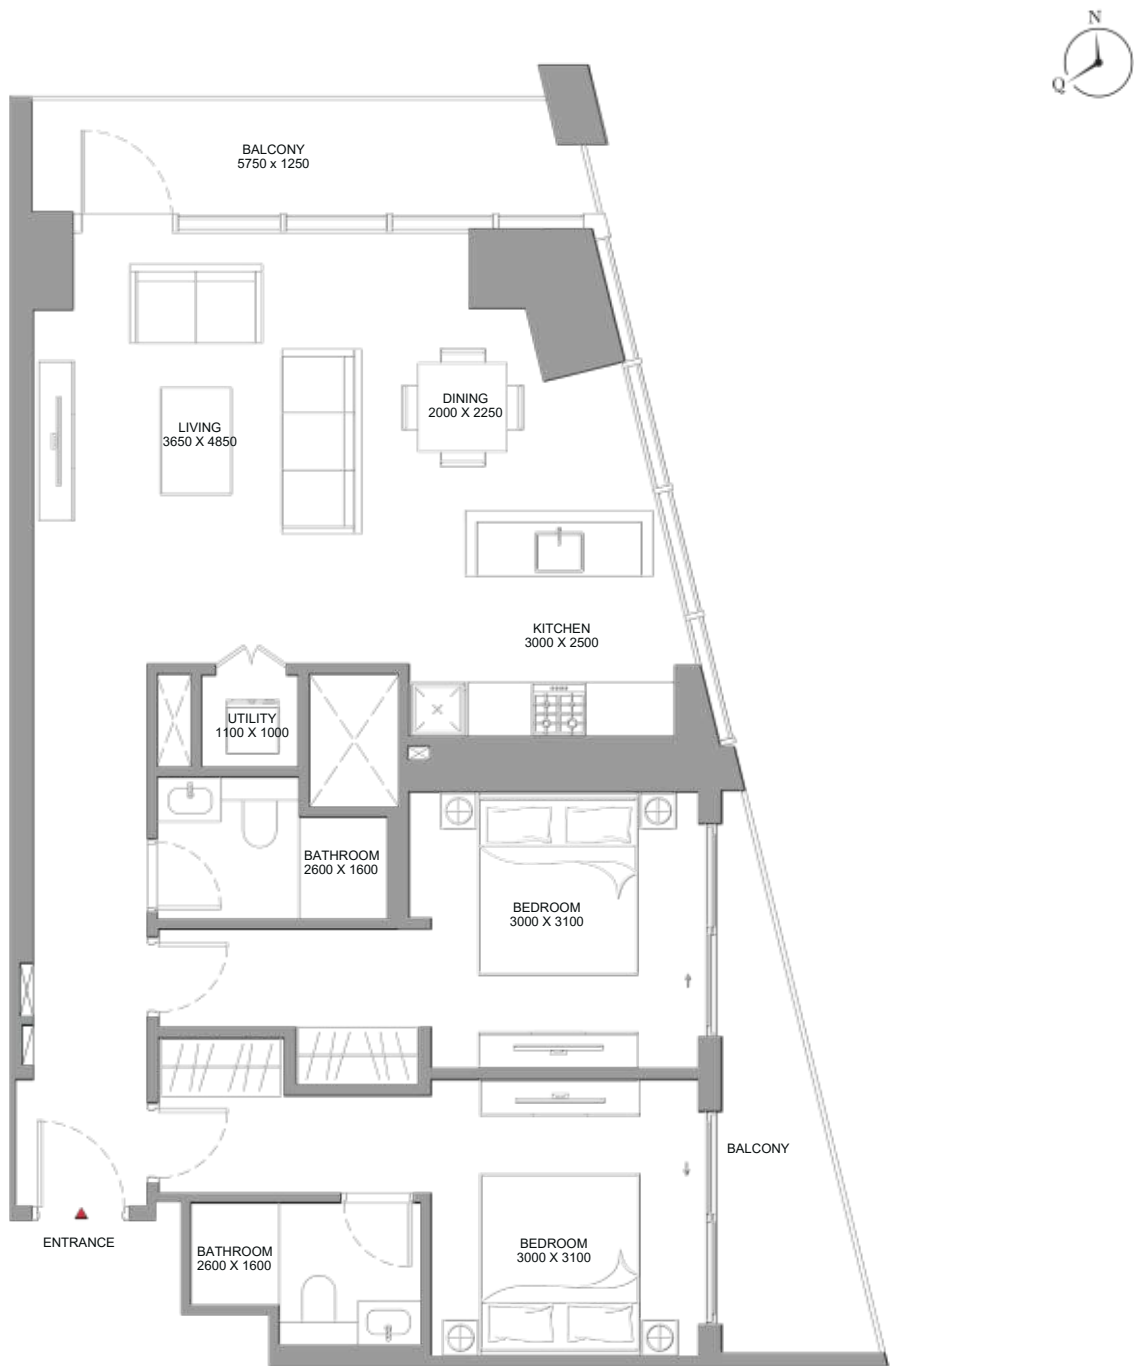 N
Q
BALCONY
5750 x 1250
LIVING
3650 X 4850
DINING
2000 X 2250
KITCHEN
3000 X 2500
UTILITY
1100 X 1000
BATHROOM
2600 X 1600
BEDROOM
3000 X 3100
BALCONY
ENTRANCE
BATHROOM
2600 X 1600
BEDROOM
3000 X 3100